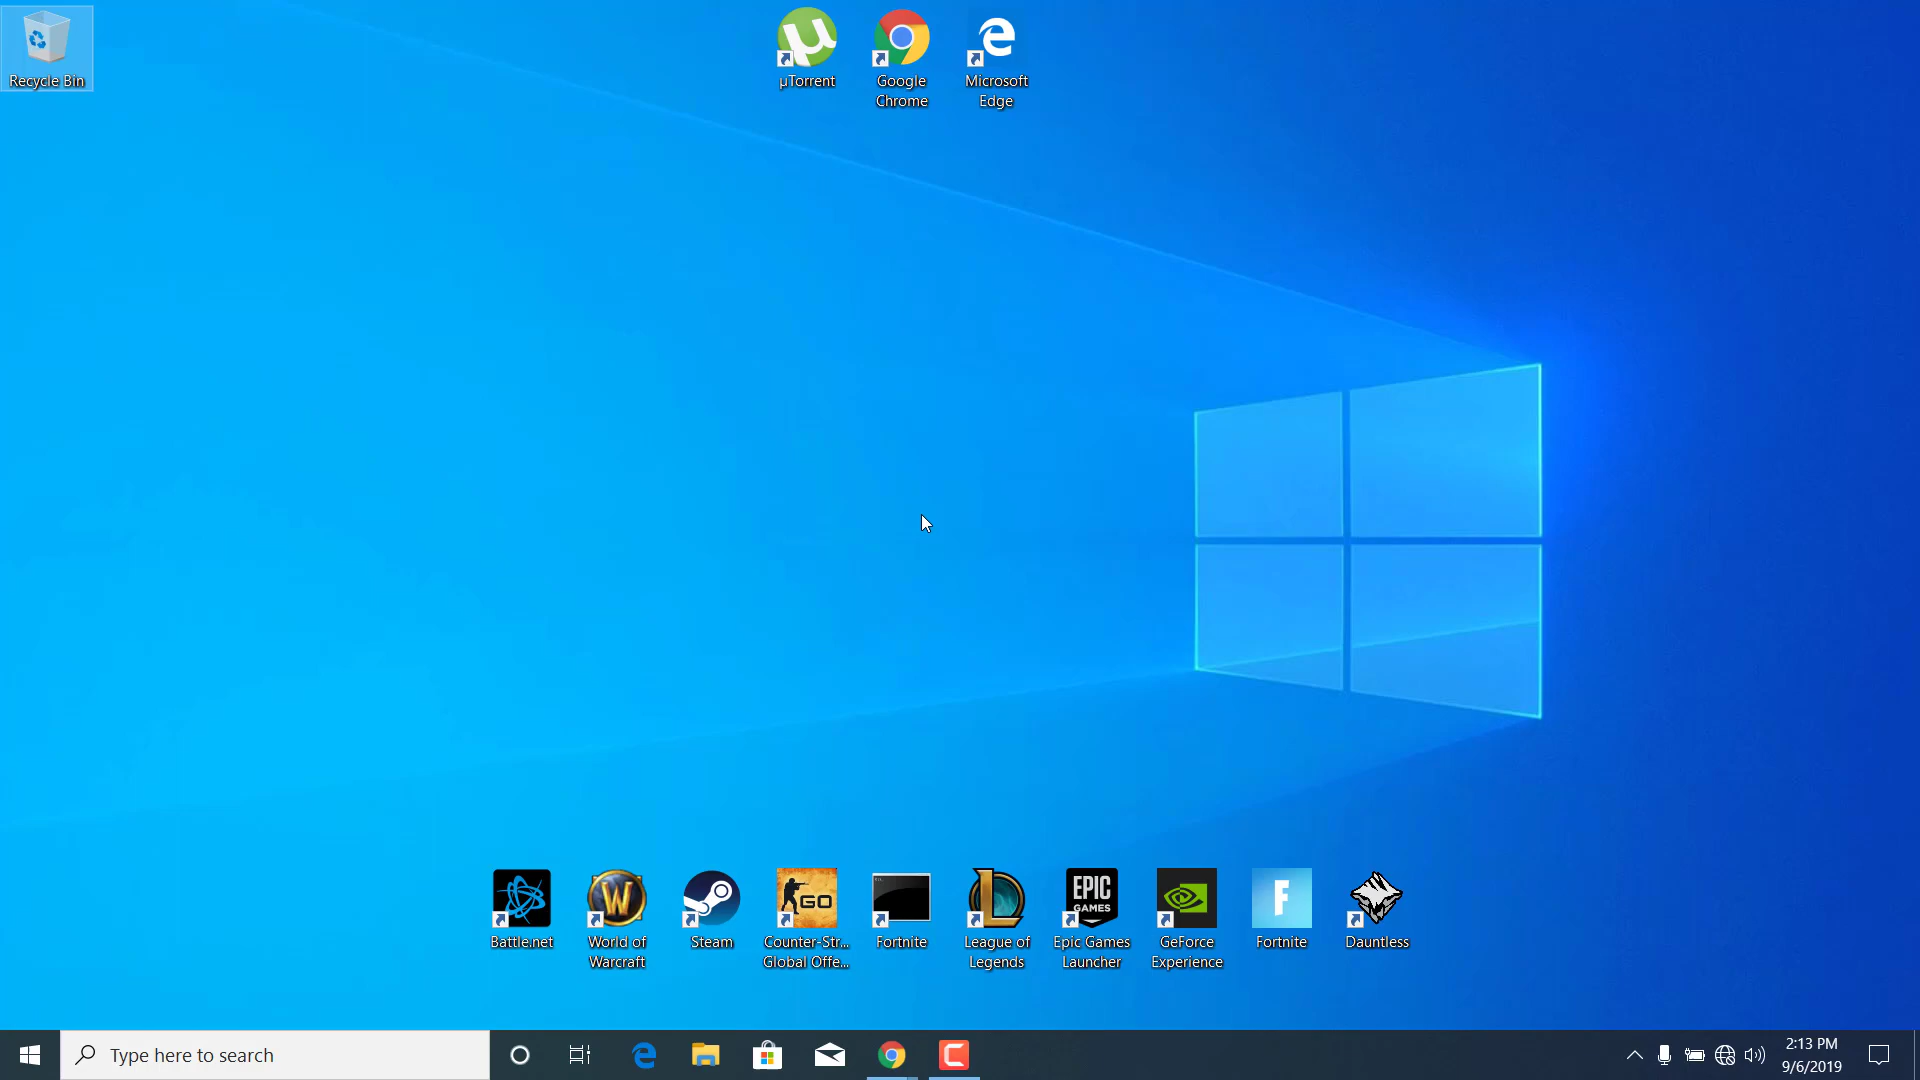 Recycle Bin
µTorrent
Google
Chrome
Microsoft
Edge
GO
EPIC
GAMES
F
Battle.net
World of
Warcraft
Steam
Counter-Str...
Global Offe...
Fortnite
League of
Legends
Epic Games
Launcher
GeForce
Experience
Fortnite
Dauntless
Type here to search
2:13 PM
9/6/2019